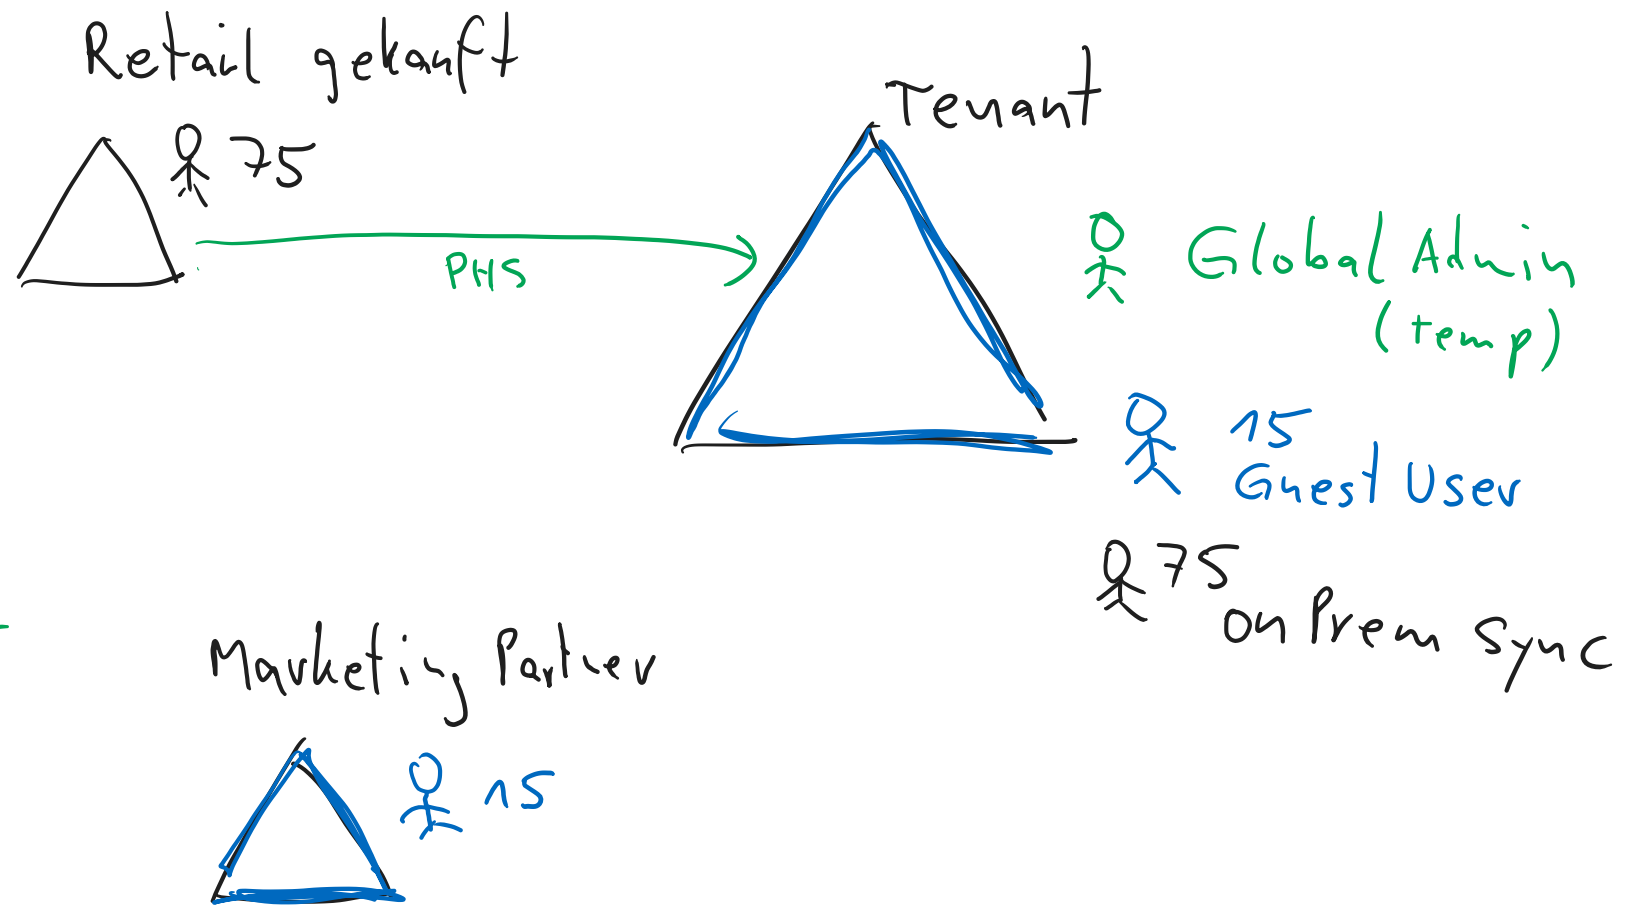 Retail gekauft
75
PHS
Tenant
Global Admin
(temp)
15
Guest User
75
on Prem Sync
Marketing Partner
15